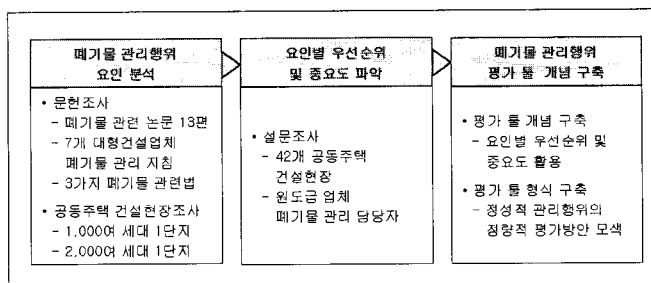 폐기물 관리행위
요인 분석
• 문헌조사
– 폐기물 관련 논문 13편
– 7개 대형건설업체
폐기물 관리 지침
– 3가지 폐기물 관련법
• 공동주택 건설현장조사
– 1,000여 세대 1단지
– 2,000여 세대 1단지
요인별 우선순위
및 중요도 파악
• 설문조사
– 42개 공동주택
건설현장
– 원도급 업체
폐기물 관리 담당자
폐기물 관리행위
평가 툴 개념 구축
• 평가 툴 개념 구축
– 요인별 우선순위 및
중요도 활용
• 평가 툴 형식 구축
– 정성적 관리행위의
정량적 평가방안 모색